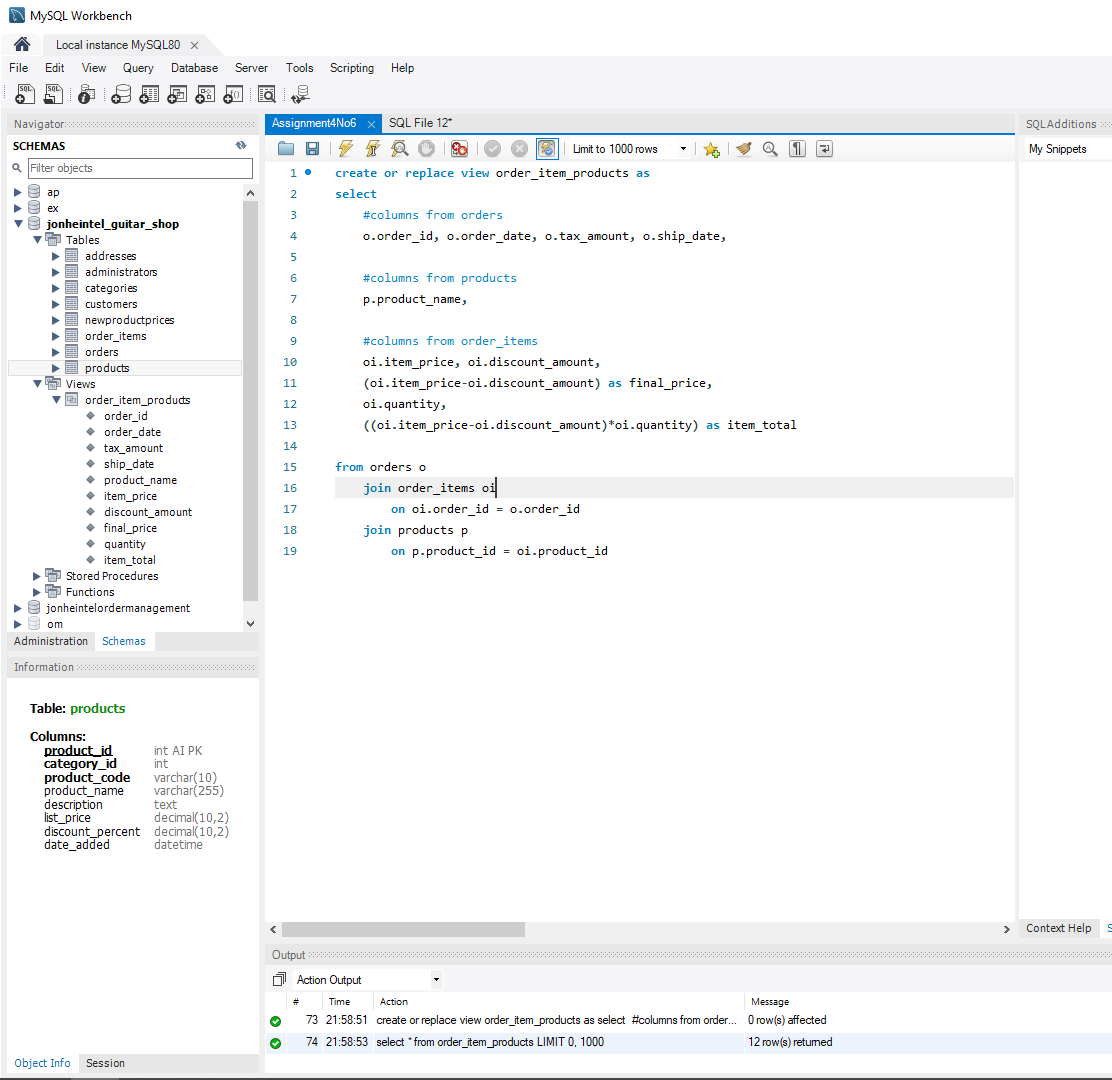 MySQL Workbench
Local instance MySQL80
File Edit View Query Database Server Tools Scripting Help
Navigator
SCHEMAS
Filter objects
ap
ex
jonheintel_guitar_shop
Tables
addresses
administrators
categories
customers
newproductprices
order_items
orders
products
Views
order_item_products
order_id
order_date
tax_amount
ship_date
product_name
item_price
discount_amount
final_price
quantity
item_total
Stored Procedures
Functions
jonheintelordermanagement
om
Administration Schemas
Information
Table: products
Columns:
product_id int AI PK
category_id int
product_code varchar(10)
product_name varchar(255)
description text
list_price decimal(10,2)
discount_percent decimal(10,2)
date_added datetime
Object Info Session
Assignment4No6 SQL File 12*
Limit to 1000 rows
1 create or replace view order_item_products as
2 select
3 #columns from orders
4 o.order_id, o.order_date, o.tax_amount, o.ship_date,
5
6 #columns from products
7 p.product_name,
8
9 #columns from order_items
10 oi.item_price, oi.discount_amount,
11 (oi.item_price-oi.discount_amount) as final_price,
12 oi.quantity,
13 ((oi.item_price-oi.discount_amount)*oi.quantity) as item_total
14
15 from orders o
16 join order_items oi
17 on oi.order_id = o.order_id
18 join products p
19 on p.product_id = oi.product_id
SQLAdditions
My Snippets
Context Help S
Output
Action Output
# Time Action Message
73 21:58:51 create or replace view order_item_products as select #columns from order... 0 row(s) affected
74 21:58:53 select * from order_item_products LIMIT 0, 1000 12 row(s) returned